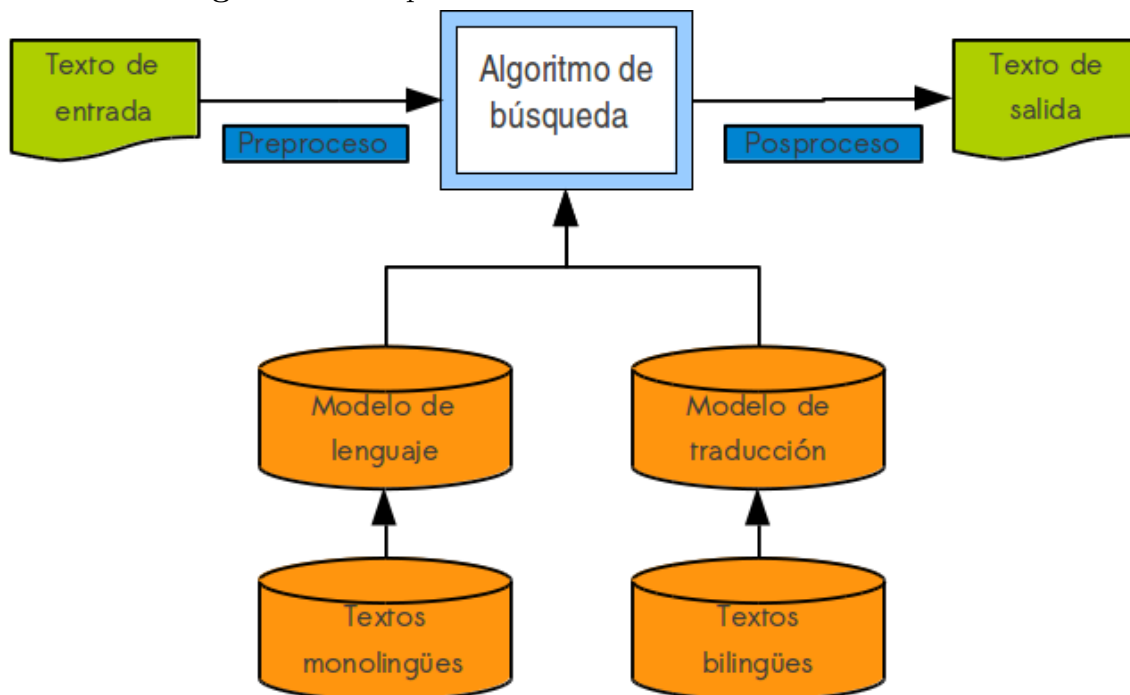 Texto de
entrada
Preproceso
Algoritmo de
búsqueda
Posproceso
Texto de
salida
Modelo de
lenguaje
Modelo de
traducción
Textos
monolingües
Textos
bilingües